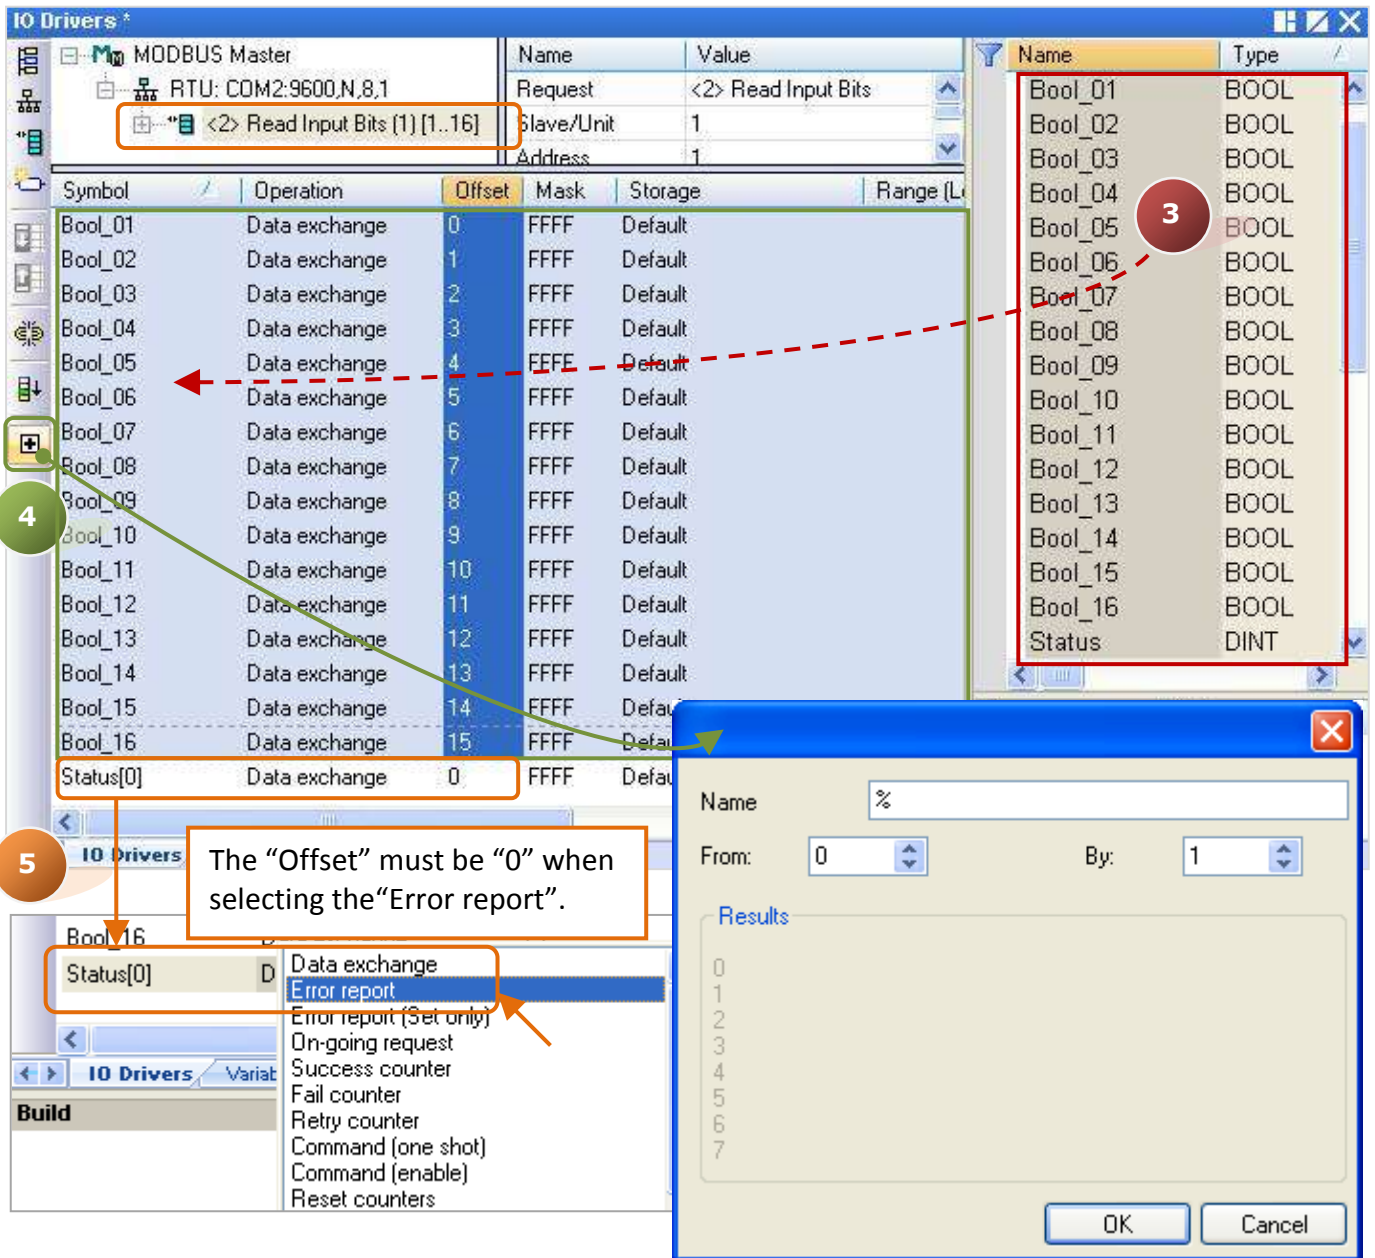 IO Drivers *
MODBUS Master
RTU: COM2:9600,N,8,1
<2> Read Input Bits (1) [1..16]
Name Value
Request <2> Read Input Bits
Slave/Unit 1
Address 1
Symbol Operation Offset Mask Storage Range (Lo
Bool_01 Data exchange 0 FFFF Default
Bool_02 Data exchange 1 FFFF Default
Bool_03 Data exchange 2 FFFF Default
Bool_04 Data exchange 3 FFFF Default
Bool_05 Data exchange 4 FFFF Default
Bool_06 Data exchange 5 FFFF Default
Bool_07 Data exchange 6 FFFF Default
Bool_08 Data exchange 7 FFFF Default
Bool_09 Data exchange 8 FFFF Default
Bool_10 Data exchange 9 FFFF Default
Bool_11 Data exchange 10 FFFF Default
Bool_12 Data exchange 11 FFFF Default
Bool_13 Data exchange 12 FFFF Default
Bool_14 Data exchange 13 FFFF Default
Bool_15 Data exchange 14 FFFF Defau
Bool_16 Data exchange 15 FFFF Defau
Status[0] Data exchange 0 FFFF Defau
Name Type
Bool_01 BOOL
Bool_02 BOOL
Bool_03 BOOL
Bool_04 BOOL
Bool_05 BOOL
Bool_06 BOOL
Bool_07 BOOL
Bool_08 BOOL
Bool_09 BOOL
Bool_10 BOOL
Bool_11 BOOL
Bool_12 BOOL
Bool_13 BOOL
Bool_14 BOOL
Bool_15 BOOL
Bool_16 BOOL
Status DINT
3
4
5
IO Drivers
The “Offset” must be “0” when
selecting the“Error report”.
Bool_16
Status[0] D
Data exchange
Error report
Error report (Set only)
On-going request
Success counter
Fail counter
Retry counter
Command (one shot)
Command (enable)
Reset counters
IO Drivers Variab
Build
Name %
From: 0 By: 1
Results
0
1
2
3
4
5
6
7
OK Cancel